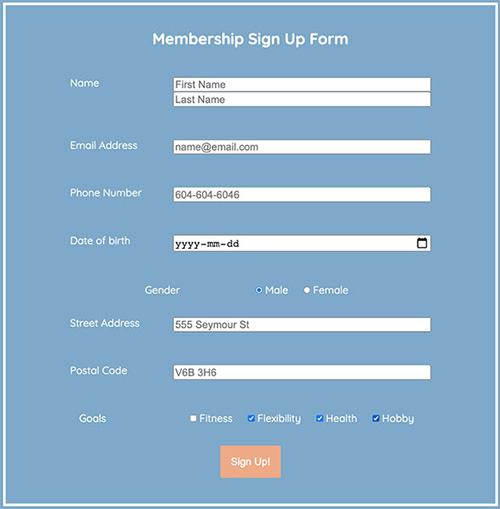 Membership Sign Up Form
Name First Name
Last Name
Email Address name@email.com
Phone Number 604-604-6046
Date of birth yyyy-mm-dd
Gender Male Female
Street Address 555 Seymour St
Postal Code V6B 3H6
Goals Fitness Flexibility Health Hobby
Sign Up!